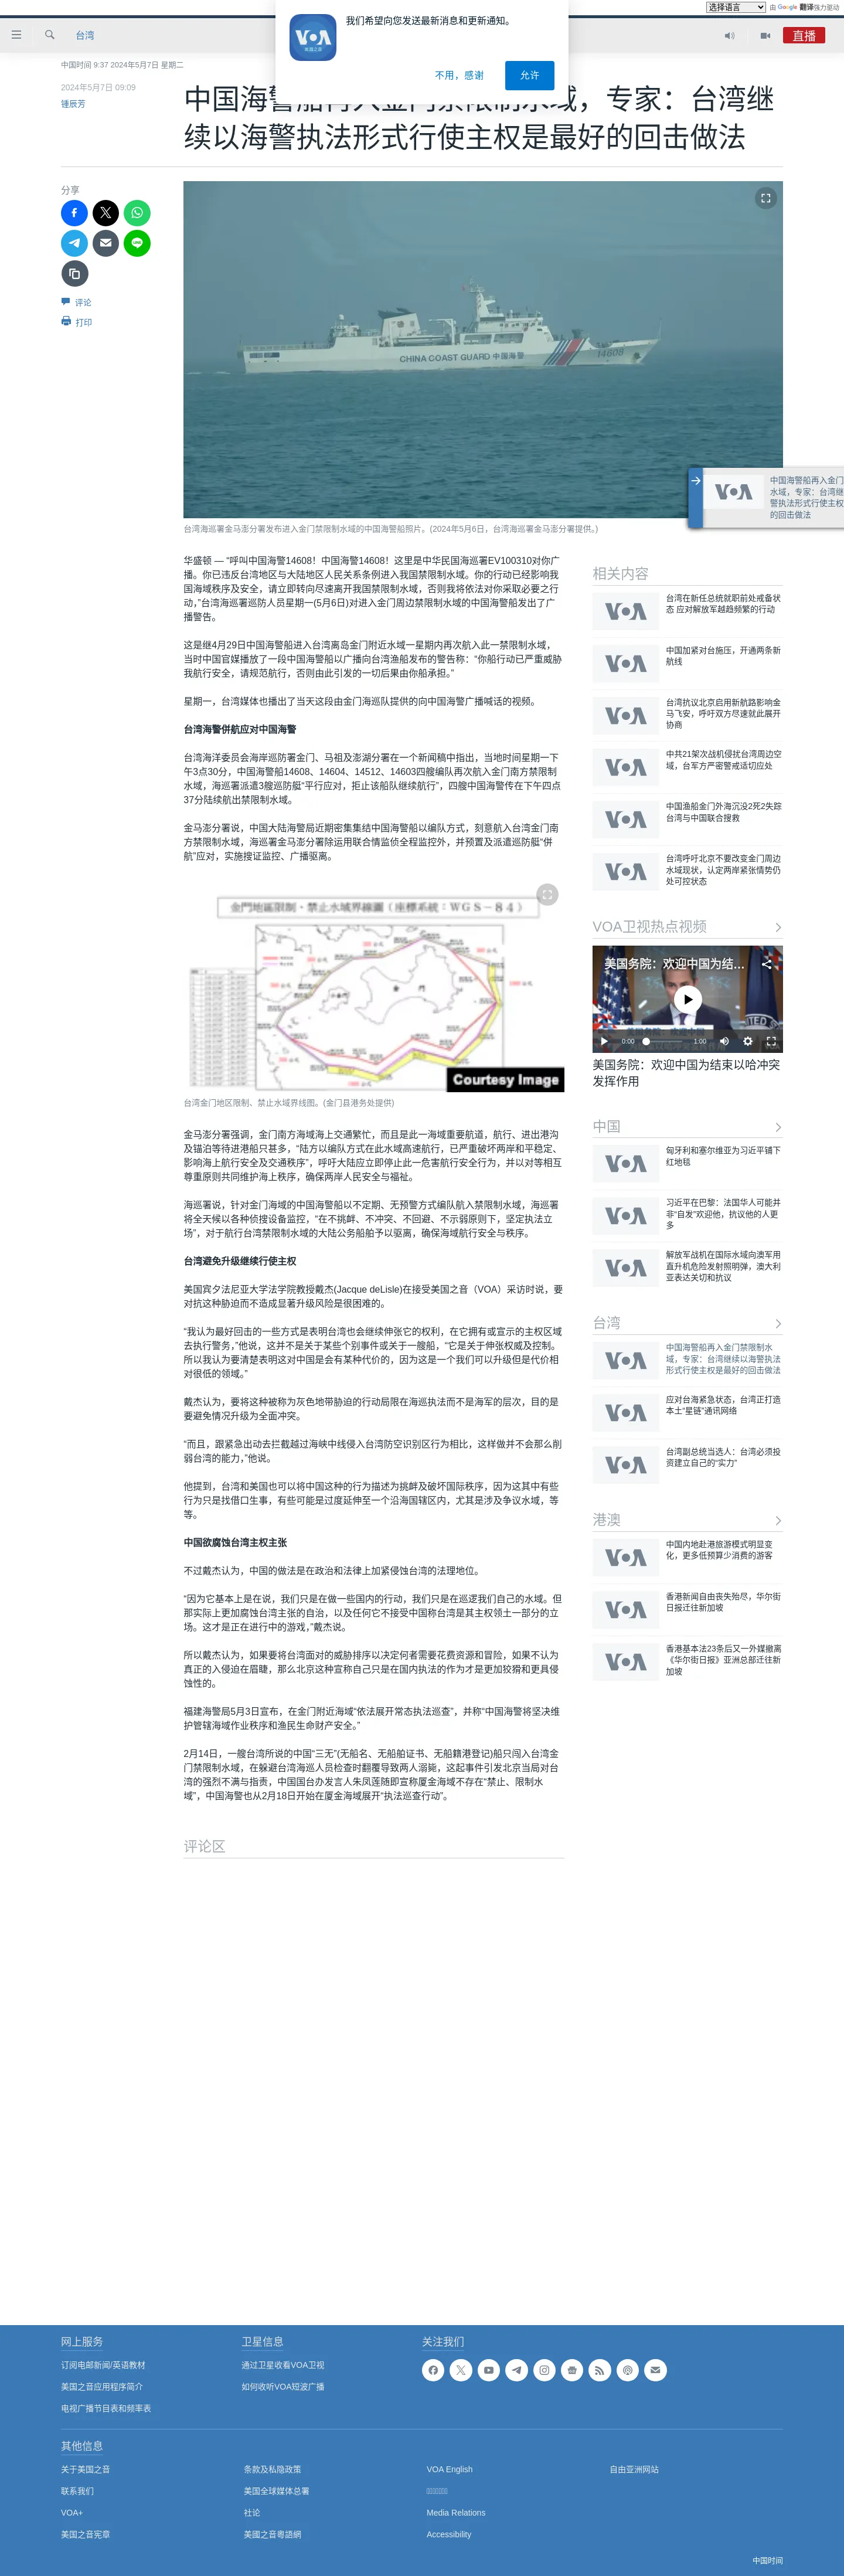 选择语言 由 Google 翻译强力驱动
我们希望向您发送最新消息和更新通知。
不用，感谢
允许
台湾
直播
中国时间 9:37 2024年5月7日 星期二
2024年5月7日 09:09
锺辰芳
中国海警船再次金门禁限制水域，专家：台湾继
续以海警执法形式行使主权是最好的回击做法
分享
评论
打印
CHINA COAST GUARD 中国海警 14608
台湾海巡署金马澎分署发布进入金门禁限制水域的中国海警船照片。(2024年5月6日，台湾海巡署金马澎分署提供。)
VOA
中国海警船再入金门
水域，专家：台湾继
警执法形式行使主权
的回击做法
华盛顿 — “呼叫中国海警14608！中国海警14608！这里是中华民国海巡署EV100310对你广
播。你已违反台湾地区与大陆地区人民关系条例进入我国禁限制水域。你的行动已经影响我
国海域秩序及安全，请立即转向尽速离开我国禁限制水域，否则我将依法对你采取必要之行
动，”台湾海巡署巡防人员星期一(5月6日)对进入金门周边禁限制水域的中国海警船发出了广
播警告。
这是继4月29日中国海警船进入台湾离岛金门附近水域一星期内再次航入此一禁限制水域，
当时中国官媒播放了一段中国海警船以广播向台湾渔船发布的警告称：“你船行动已严重威胁
我航行安全，请规范航行，否则由此引发的一切后果由你船承担。”
星期一，台湾媒体也播出了当天这段由金门海巡队提供的向中国海警广播喊话的视频。
台湾海警併航应对中国海警
台湾海洋委员会海岸巡防署金门、马祖及澎湖分署在一个新闻稿中指出，当地时间星期一下
午3点30分，中国海警船14608、14604、14512、14603四艘编队再次航入金门南方禁限制
水域，海巡署派遣3艘巡防艇“平行应对，拒止该船队继续航行”，四艘中国海警传在下午四点
37分陆续航出禁限制水域。
金马澎分署说，中国大陆海警局近期密集集结中国海警船以编队方式，刻意航入台湾金门南
方禁限制水域，海巡署金马澎分署除运用联合情监侦全程监控外，并预置及派遣巡防艇“併
航”应对，实施搜证监控、广播驱离。
金門地區限制、禁止水域界線圖（座標系統：WGS－84）
Courtesy Image
台湾金门地区限制、禁止水域界线图。(金门县港务处提供)
金马澎分署强调，金门南方海域海上交通繁忙，而且是此一海域重要航道，航行、进出港沟
及锚泊等待进港船只甚多，“陆方以编队方式在此水域高速航行，已严重破坏两岸和平稳定、
影响海上航行安全及交通秩序”，呼吁大陆应立即停止此一危害航行安全行为，并以对等相互
尊重原则共同维护海上秩序，确保两岸人民安全与福祉。
海巡署说，针对金门海域的中国海警船以不定期、无预警方式编队航入禁限制水域，海巡署
将全天候以各种侦搜设备监控，“在不挑衅、不冲突、不回避、不示弱原则下，坚定执法立
场”，对于航行台湾禁限制水域的大陆公务船舶予以驱离，确保海域航行安全与秩序。
台湾避免升级继续行使主权
美国宾夕法尼亚大学法学院教授戴杰(Jacque deLisle)在接受美国之音（VOA）采访时说，要
对抗这种胁迫而不造成显著升级风险是很困难的。
“我认为最好回击的一些方式是表明台湾也会继续伸张它的权利，在它拥有或宣示的主权区域
去执行警务，”他说，这并不是关于某些个别事件或关于一艘船，“它是关于伸张权威及控制。
所以我认为要清楚表明这对中国是会有某种代价的，因为这是一个我们可以升级但是代价相
对很低的领域。”
戴杰认为，要将这种被称为灰色地带胁迫的行动局限在海巡执法而不是海军的层次，目的是
要避免情况升级为全面冲突。
“而且，跟紧急出动去拦截越过海峡中线侵入台湾防空识别区行为相比，这样做并不会那么削
弱台湾的能力，”他说。
他提到，台湾和美国也可以将中国这种的行为描述为挑衅及破坏国际秩序，因为这其中有些
行为只是找借口生事，有些可能是过度延伸至一个沿海国辖区内，尤其是涉及争议水域，等
等。
中国欲腐蚀台湾主权主张
不过戴杰认为，中国的做法是在政治和法律上加紧侵蚀台湾的法理地位。
“因为它基本上是在说，我们只是在做一些国内的行动，我们只是在巡逻我们自己的水域。但
那实际上更加腐蚀台湾主张的自治，以及任何它不接受中国称台湾是其主权领土一部分的立
场。这才是正在进行中的游戏，”戴杰说。
所以戴杰认为，如果要将台湾面对的威胁排序以决定何者需要花费资源和冒险，如果不认为
真正的入侵迫在眉睫，那么北京这种宣称自己只是在国内执法的作为才是更加狡猾和更具侵
蚀性的。
福建海警局5月3日宣布，在金门附近海域“依法展开常态执法巡查”，并称“中国海警将坚决维
护管辖海域作业秩序和渔民生命财产安全。”
2月14日，一艘台湾所说的中国“三无”(无船名、无船舶证书、无船籍港登记)船只闯入台湾金
门禁限制水域，在躲避台湾海巡人员检查时翻覆导致两人溺毙，这起事件引发北京当局对台
湾的强烈不满与指责，中国国台办发言人朱凤莲随即宣称厦金海域不存在“禁止、限制水
域”，中国海警也从2月18日开始在厦金海域展开“执法巡查行动”。
评论区
相关内容
台湾在新任总统就职前处戒备状
态 应对解放军越趋频繁的行动
中国加紧对台施压，开通两条新
航线
台湾抗议北京启用新航路影响金
马飞安，呼吁双方尽速就此展开
协商
中共21架次战机侵扰台湾周边空
域，台军方严密警戒适切应处
中国渔船金门外海沉没2死2失踪
台湾与中国联合搜救
台湾呼吁北京不要改变金门周边
水域现状，认定两岸紧张情势仍
处可控状态
VOA卫视热点视频
美国务院：欢迎中国为结...
0:00
1:00
美国务院：欢迎中国为结束以哈冲突
发挥作用
中国
匈牙利和塞尔维亚为习近平铺下
红地毯
习近平在巴黎：法国华人可能并
非“自发”欢迎他，抗议他的人更
多
解放军战机在国际水域向澳军用
直升机危险发射照明弹，澳大利
亚表达关切和抗议
台湾
中国海警船再入金门禁限制水
域，专家：台湾继续以海警执法
形式行使主权是最好的回击做法
应对台海紧急状态，台湾正打造
本土“星链”通讯网络
台湾副总统当选人：台湾必须投
资建立自己的“实力”
港澳
中国内地赴港旅游模式明显变
化，更多低预算少消费的游客
香港新闻自由丧失殆尽，华尔街
日报迁往新加坡
香港基本法23条后又一外媒撤离
《华尔街日报》亚洲总部迁往新
加坡
网上服务
订阅电邮新闻/英语教材
美国之音应用程序简介
电视广播节目表和频率表
卫星信息
通过卫星收看VOA卫视
如何收听VOA短波广播
关注我们
其他信息
关于美国之音
联系我们
VOA+
美国之音宪章
条款及私隐政策
美国全球媒体总署
社论
美國之音粵語網
VOA English
Media Relations
Accessibility
自由亚洲网站
中国时间